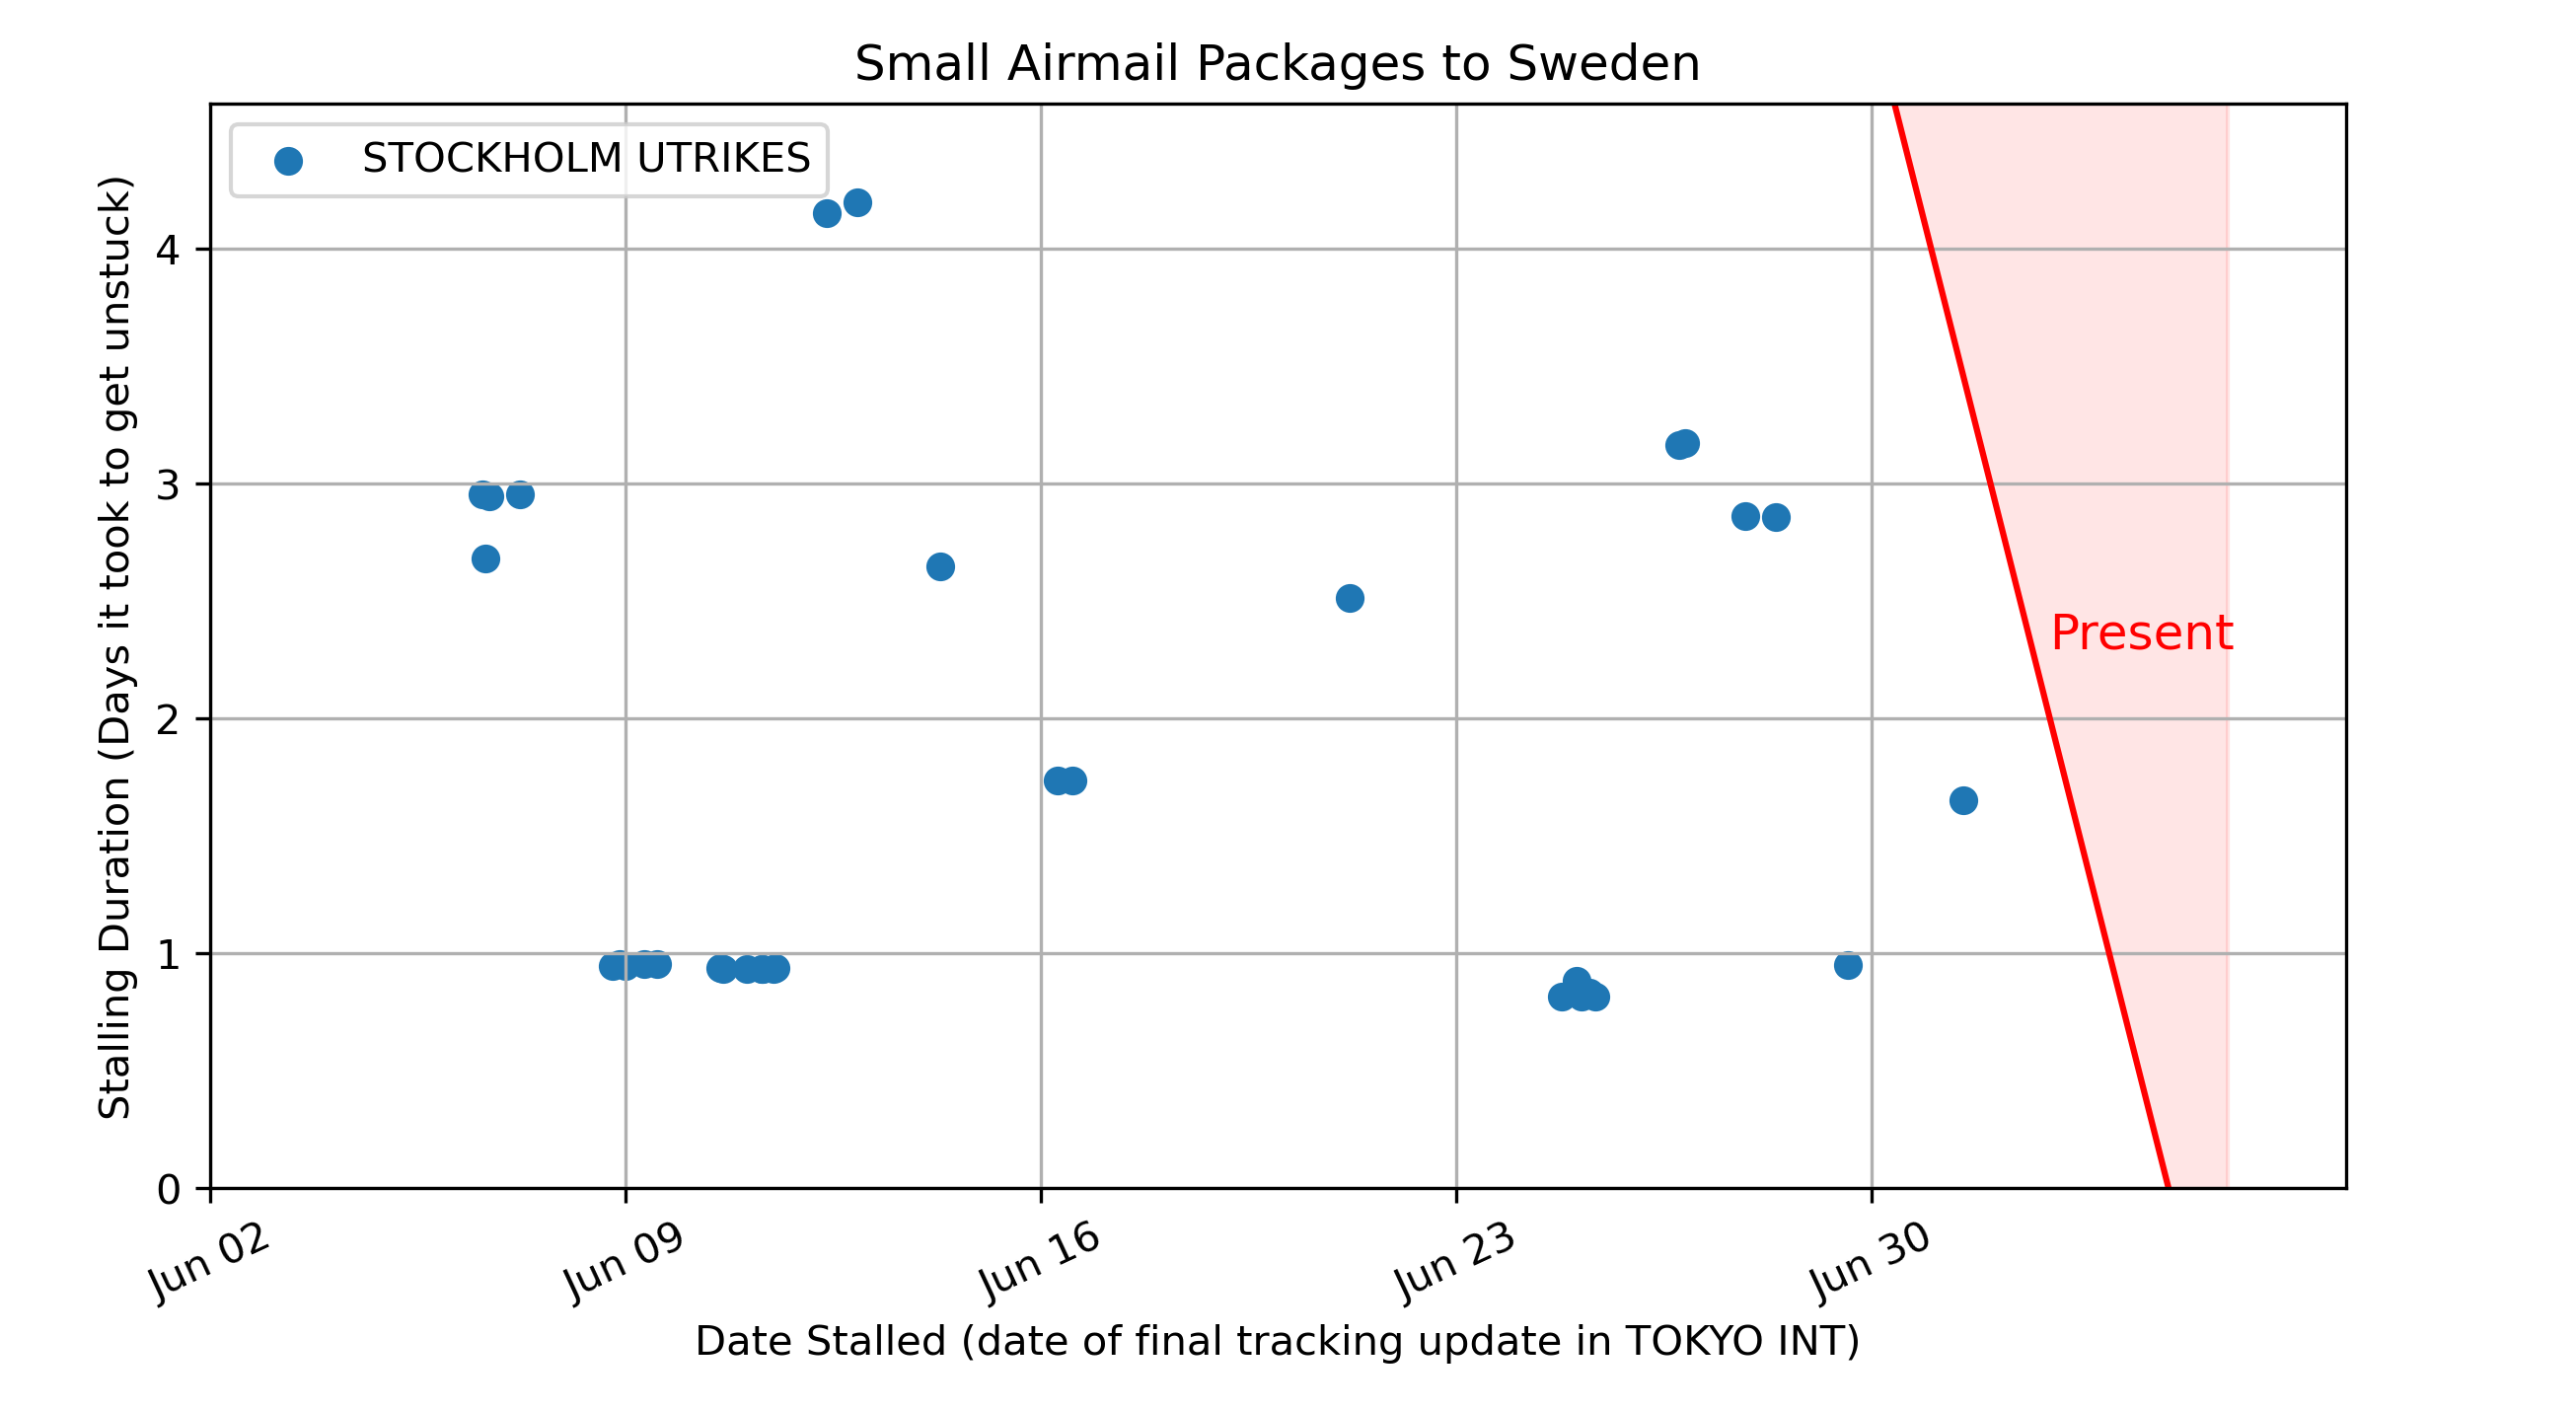 Small Airmail Packages to Sweden
STOCKHOLM UTRIKES
Stalling Duration (Days it took to get unstuck)
4
3
2
1
0
Present
Jun 02
Jun 09
Jun 16
Jun 23
Jun 30
Date Stalled (date of final tracking update in TOKYO INT)